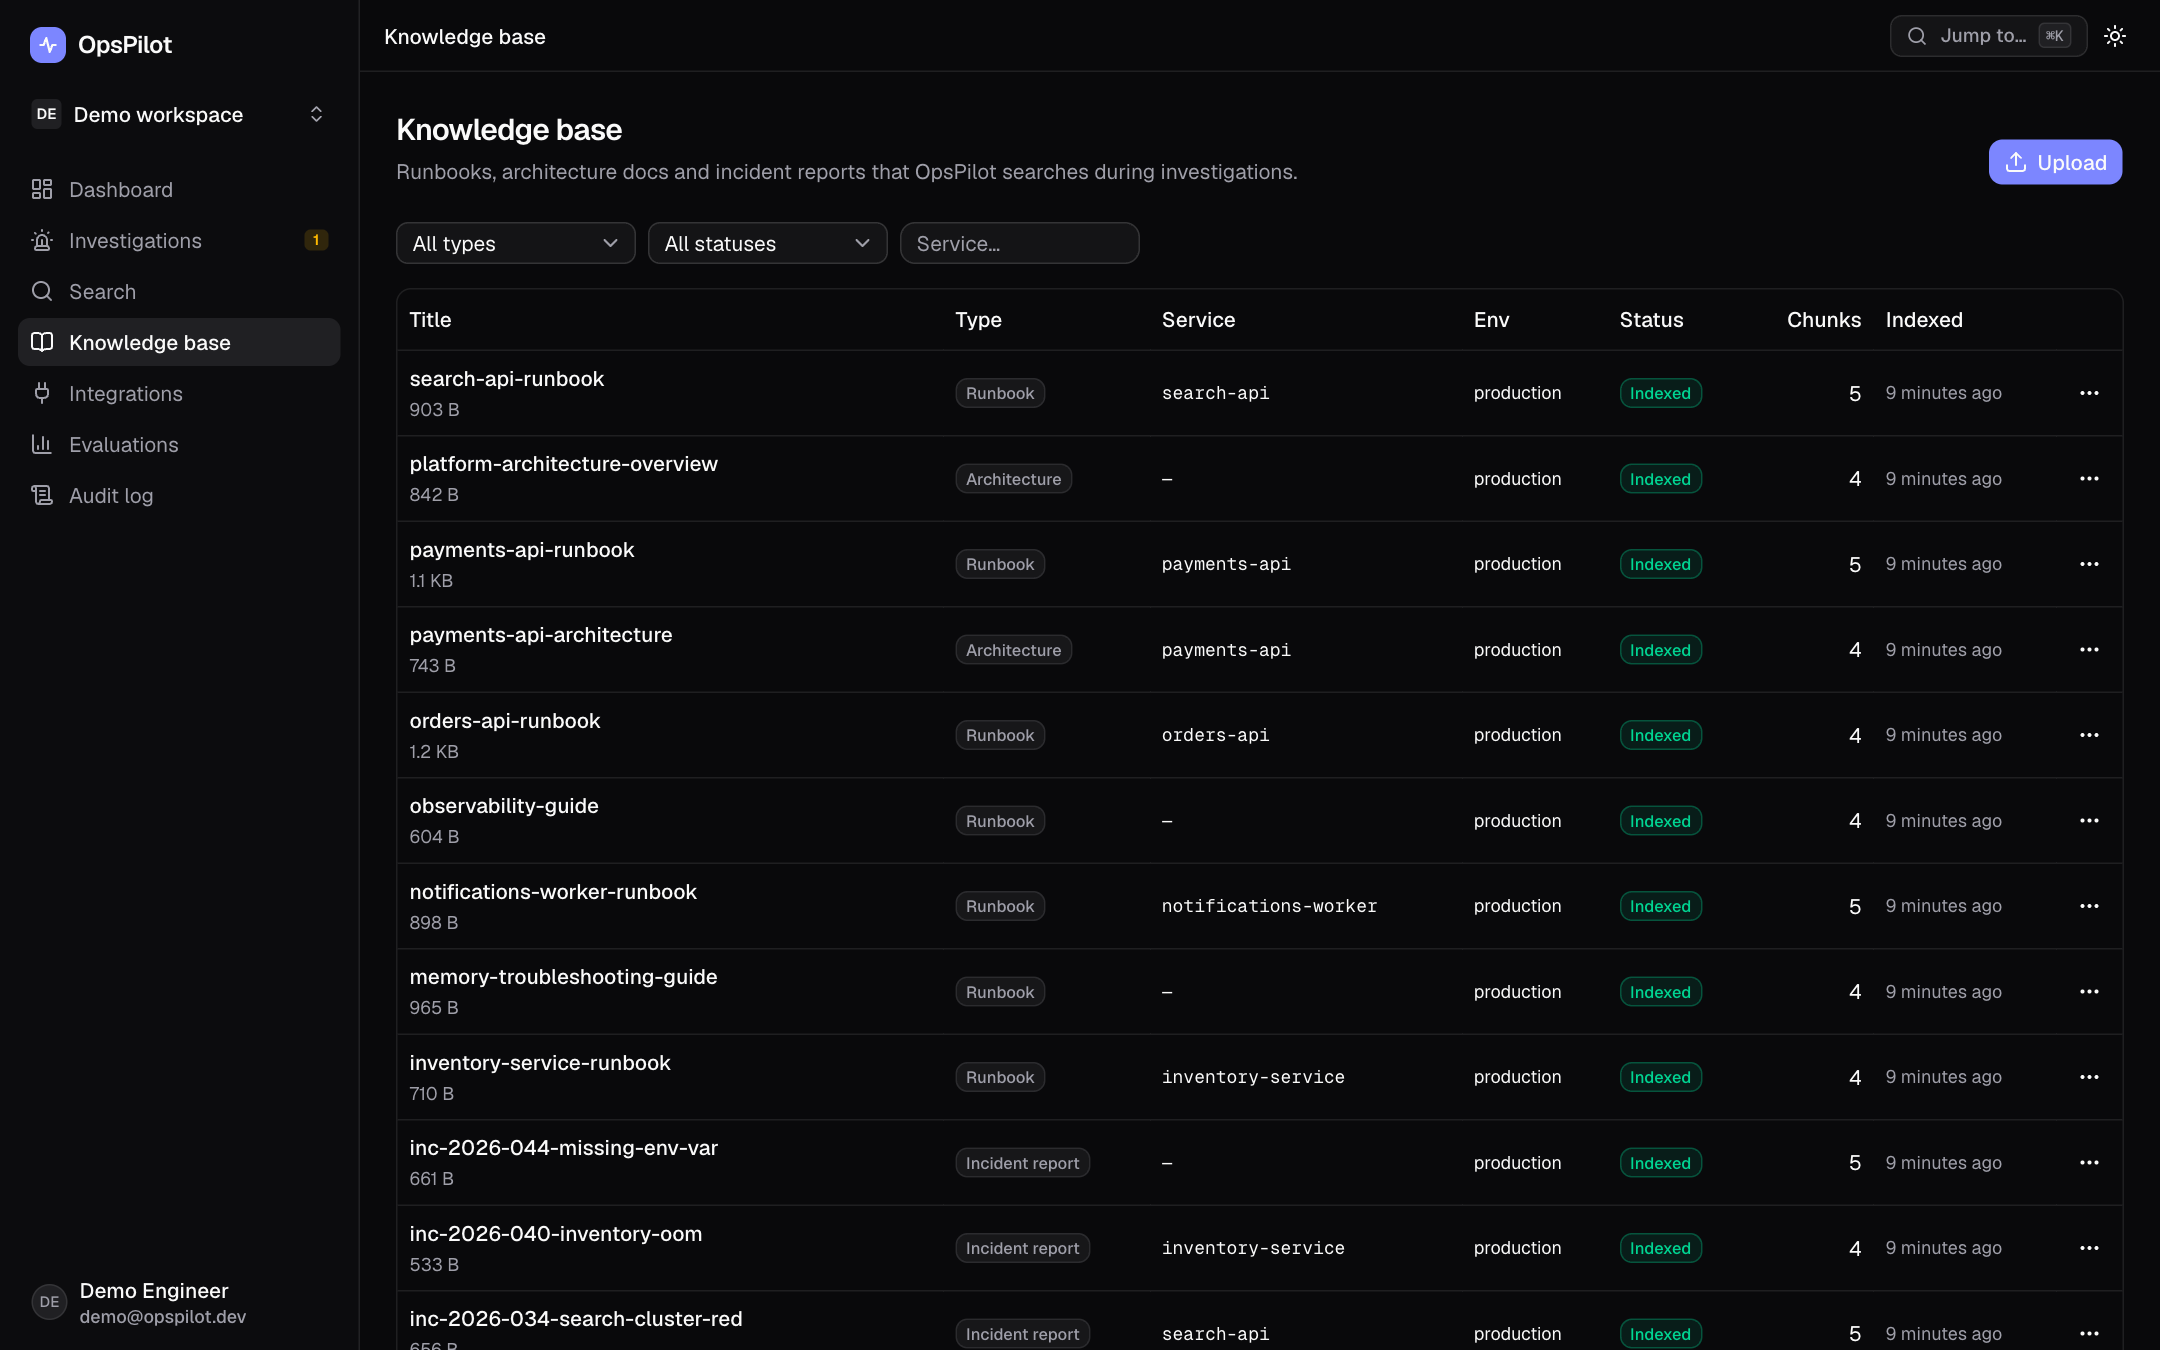 OpsPilot
DE Demo workspace
Dashboard
Investigations 1
Search
Knowledge base
Integrations
Evaluations
Audit log
DE Demo Engineer
demo@opspilot.dev
Knowledge base
Jump to... ⌘K
Knowledge base
Runbooks, architecture docs and incident reports that OpsPilot searches during investigations.
Upload
All types All statuses Service...
Title Type Service Env Status Chunks Indexed
search-api-runbook
903 B
Runbook search-api production Indexed 5 9 minutes ago
platform-architecture-overview
842 B
Architecture – production Indexed 4 9 minutes ago
payments-api-runbook
1.1 KB
Runbook payments-api production Indexed 5 9 minutes ago
payments-api-architecture
743 B
Architecture payments-api production Indexed 4 9 minutes ago
orders-api-runbook
1.2 KB
Runbook orders-api production Indexed 4 9 minutes ago
observability-guide
604 B
Runbook – production Indexed 4 9 minutes ago
notifications-worker-runbook
898 B
Runbook notifications-worker production Indexed 5 9 minutes ago
memory-troubleshooting-guide
965 B
Runbook – production Indexed 4 9 minutes ago
inventory-service-runbook
710 B
Runbook inventory-service production Indexed 4 9 minutes ago
inc-2026-044-missing-env-var
661 B
Incident report – production Indexed 5 9 minutes ago
inc-2026-040-inventory-oom
533 B
Incident report inventory-service production Indexed 4 9 minutes ago
inc-2026-034-search-cluster-red
Incident report search-api production Indexed 5 9 minutes ago